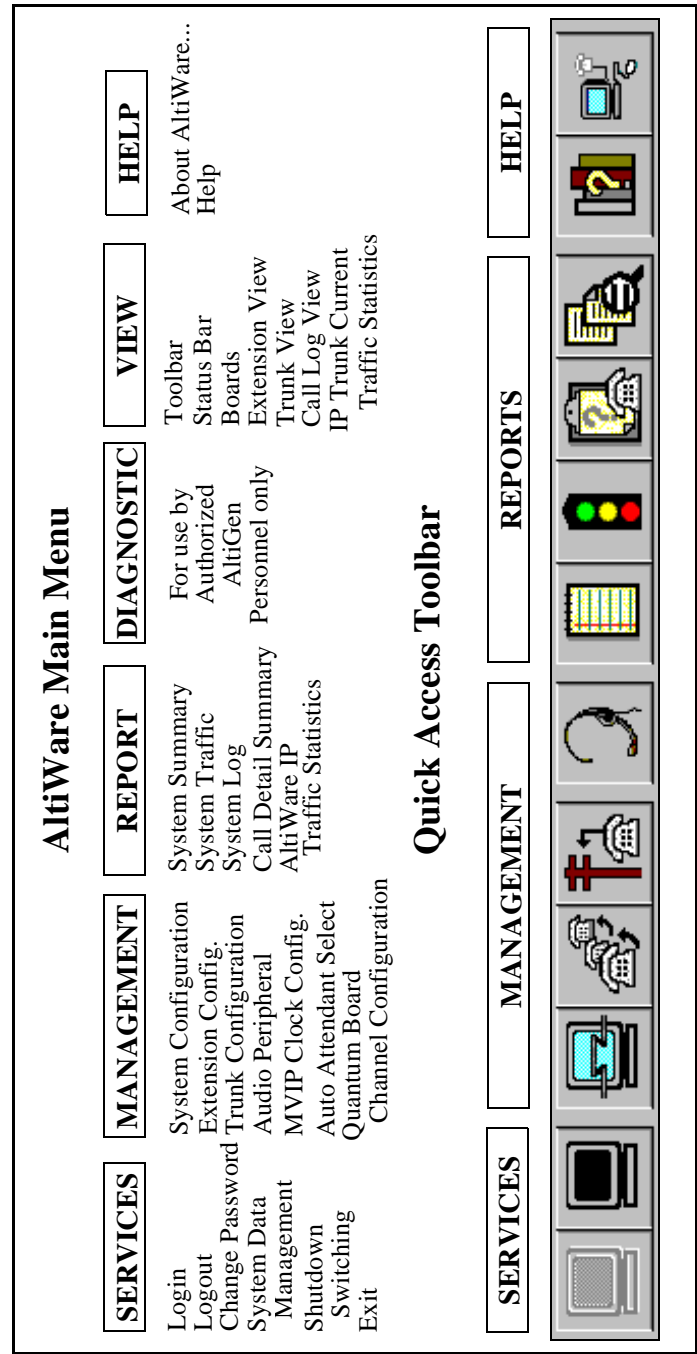 AltiWare Main Menu
SERVICES
Login
Logout
Change Password
System Data
Management
Shutdown
Switching
Exit
MANAGEMENT
System Configuration
Extension Config.
Trunk Configuration
Audio Peripheral
MVIP Clock Config.
Auto Attendant Select
Quantum Board
Channel Configuration
REPORT
System Summary
System Traffic
System Log
Call Detail Summary
AltiWare IP
Traffic Statistics
DIAGNOSTIC
For use by
Authorized
AltiGen
Personnel only
VIEW
Toolbar
Status Bar
Boards
Extension View
Trunk View
Call Log View
IP Trunk Current
Traffic Statistics
HELP
About AltiWare...
Help
Quick Access Toolbar
SERVICES
MANAGEMENT
REPORTS
HELP